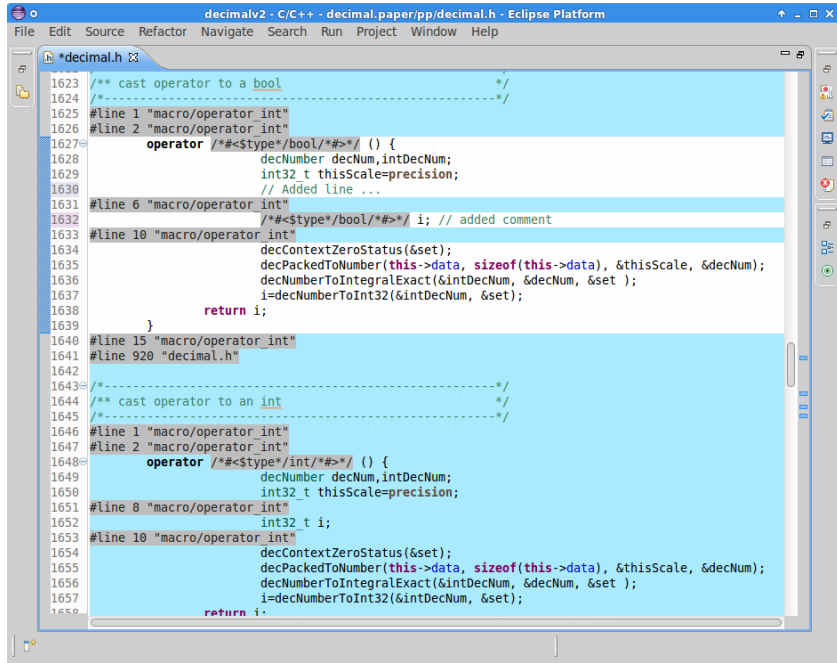 decimalv2 - C/C++ - decimal.paper/pp/decimal.h - Eclipse Platform
File Edit Source Refactor Navigate Search Run Project Window Help
*decimal.h
1623 /** cast operator to a bool */
1624 /*-----------------------------------------------------*/
1625 #line 1 "macro/operator_int"
1626 #line 2 "macro/operator_int"
1627 operator /*#<$type*/bool/*#>*/ () {
1628 decNumber decNum,intDecNum;
1629 int32_t thisScale=precision;
1630 // Added line ...
1631 #line 6 "macro/operator_int"
1632 /*#<$type*/bool/*#>*/ i; // added comment
1633 #line 10 "macro/operator_int"
1634 decContextZeroStatus(&set);
1635 decPackedToNumber(this->data, sizeof(this->data), &thisScale, &decNum);
1636 decNumberToIntegralExact(&intDecNum, &decNum, &set );
1637 i=decNumberToInt32(&intDecNum, &set);
1638 return i;
1639 }
1640 #line 15 "macro/operator_int"
1641 #line 920 "decimal.h"
1642
1643 /*-----------------------------------------------------*/
1644 /** cast operator to an int */
1645 /*-----------------------------------------------------*/
1646 #line 1 "macro/operator_int"
1647 #line 2 "macro/operator_int"
1648 operator /*#<$type*/int/*#>*/ () {
1649 decNumber decNum,intDecNum;
1650 int32_t thisScale=precision;
1651 #line 8 "macro/operator_int"
1652 int32_t i;
1653 #line 10 "macro/operator_int"
1654 decContextZeroStatus(&set);
1655 decPackedToNumber(this->data, sizeof(this->data), &thisScale, &decNum);
1656 decNumberToIntegralExact(&intDecNum, &decNum, &set );
1657 i=decNumberToInt32(&intDecNum, &set);
1658 return i;